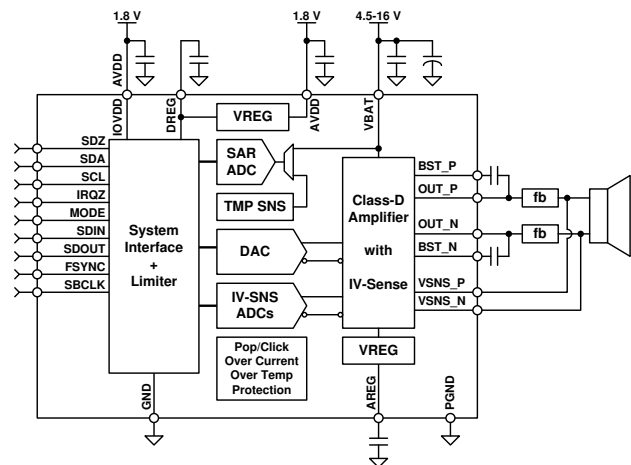 1.8 V
1.8 V
4.5-16 V
AVDD
IOVDD
DREG
AVDD
VBAT
VREG
SDZ
SDA
SCL
IRQZ
MODE
SDIN
SDOUT
FSYNC
SBCLK
System
Interface
+
Limiter
SAR
ADC
TMP SNS
DAC
IV-SNS
ADCs
Pop/Click
Over Current
Over Temp
Protection
Class-D
Amplifier
with
IV-Sense
VREG
BST_P
OUT_P
OUT_N
BST_N
VSNS_P
VSNS_N
fb
fb
GND
AREG
PGND